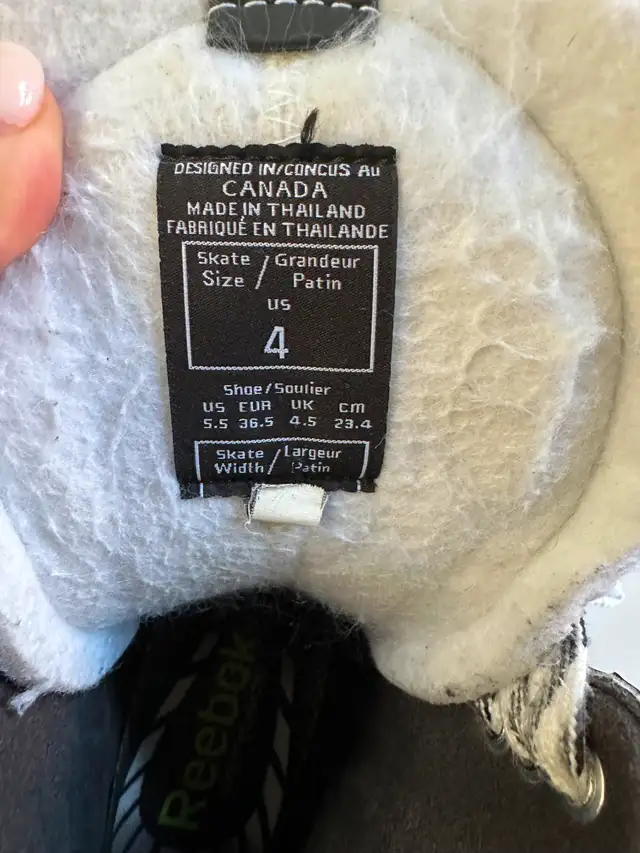 DESIGNED IN/CONCUS AU
CANADA
MADE IN THAILAND
FABRIQUÉ EN THAILANDE
Skate / Grandeur
Size / Patin
US
4
Shoe/Soulier
US EUR UK cm
5.5 36.5 4.5 23.4
Skate / Largeur
Width / Patin
Reebok